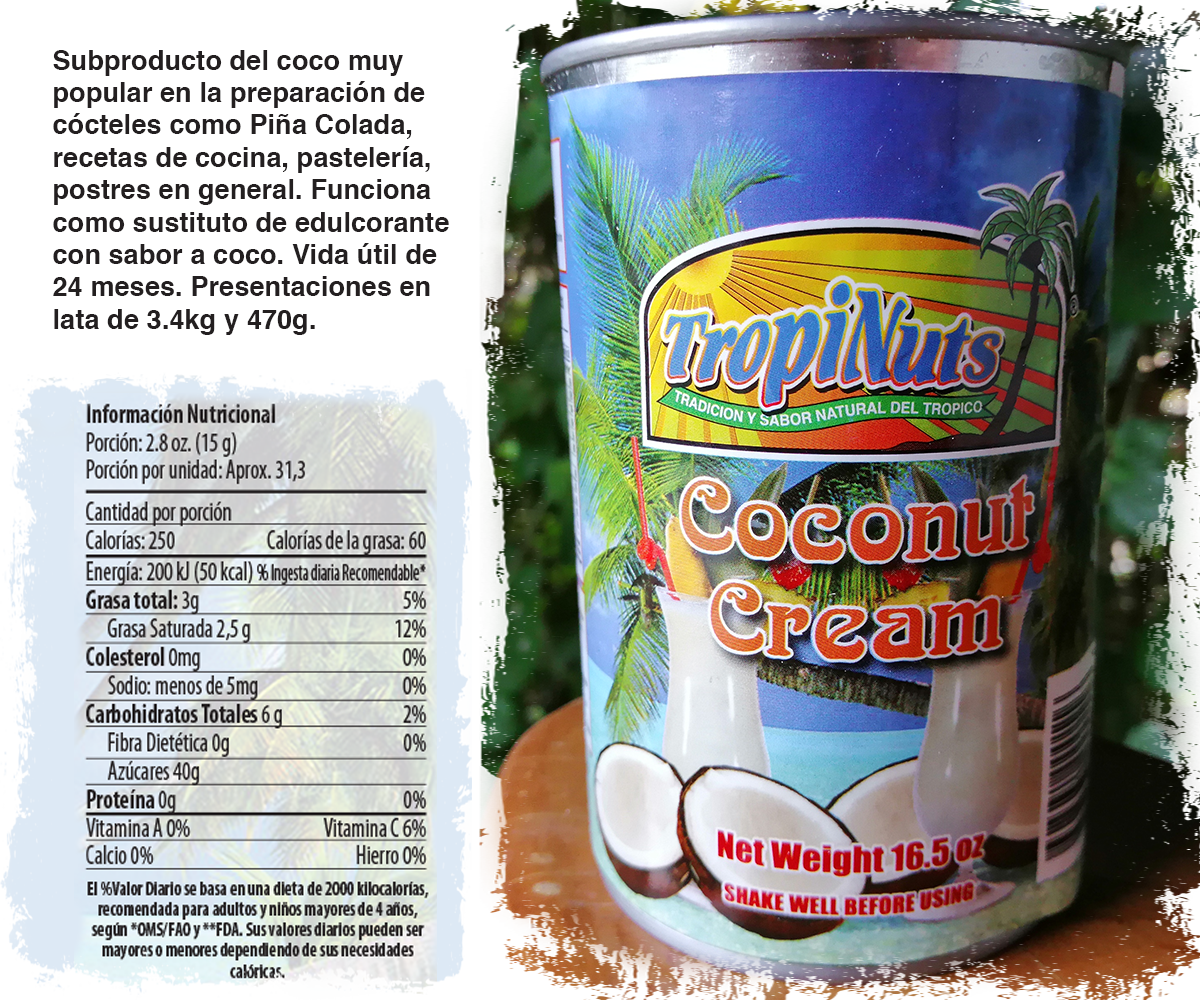 Subproducto del coco muy
popular en la preparación de
cócteles como Piña Colada,
recetas de cocina, pastelería,
postres en general. Funciona
como sustituto de edulcorante
con sabor a coco. Vida útil de
24 meses. Presentaciones en
lata de 3.4kg y 470g.
Información Nutricional
Porción: 2.8 oz. (15 g)
Porción por unidad: Aprox. 31,3
Cantidad por porción
Calorías: 250 Calorías de la grasa: 60
Energía: 200 kJ (50 kcal) % Ingesta diaria Recomendable*
Grasa total: 3g 5%
Grasa Saturada 2,5 g 12%
Colesterol 0mg 0%
Sodio: menos de 5mg 0%
Carbohidratos Totales 6 g 2%
Fibra Dietética 0g 0%
Azúcares 40g
Proteína 0g 0%
Vitamina A 0% Vitamina C 6%
Calcio 0% Hierro 0%
El %Valor Diario se basa en una dieta de 2000 kilocalorías,
recomendada para adultos y niños mayores de 4 años,
según *OMS/FAO y **FDA. Sus valores diarios pueden ser
mayores o menores dependiendo de sus necesidades
calóricas.
TropiNuts
®
TRADICION Y SABOR NATURAL DEL TROPICO
Coconut
Cream
Net Weight 16.5 oz
SHAKE WELL BEFORE USING